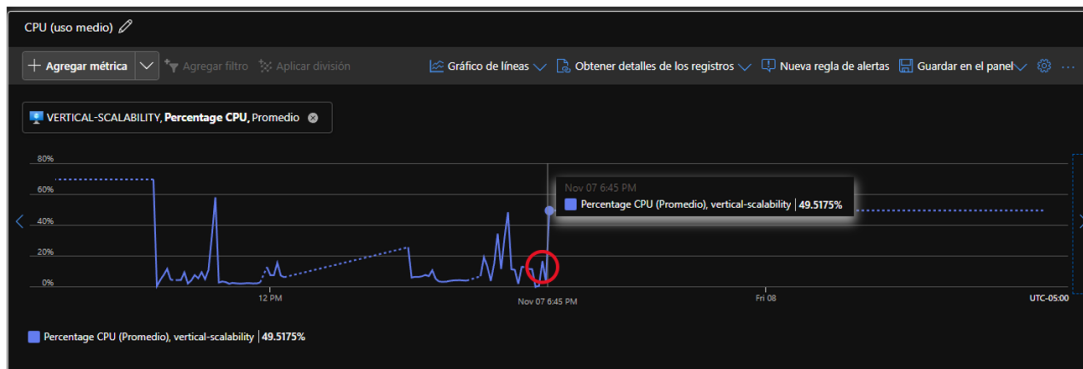 CPU (uso medio)
Agregar métrica Agregar filtro Aplicar división Gráfico de líneas Obtener detalles de los registros Nueva regla de alertas Guardar en el panel ...
VERTICAL-SCALABILITY, Percentage CPU, Promedio
80%
60%
40%
20%
0%
Nov 07 6:45 PM
Percentage CPU (Promedio), vertical-scalability | 49.5175%
12 PM Nov 07 6:45 PM Fri 08 UTC-05:00
Percentage CPU (Promedio), vertical-scalability | 49.5175%